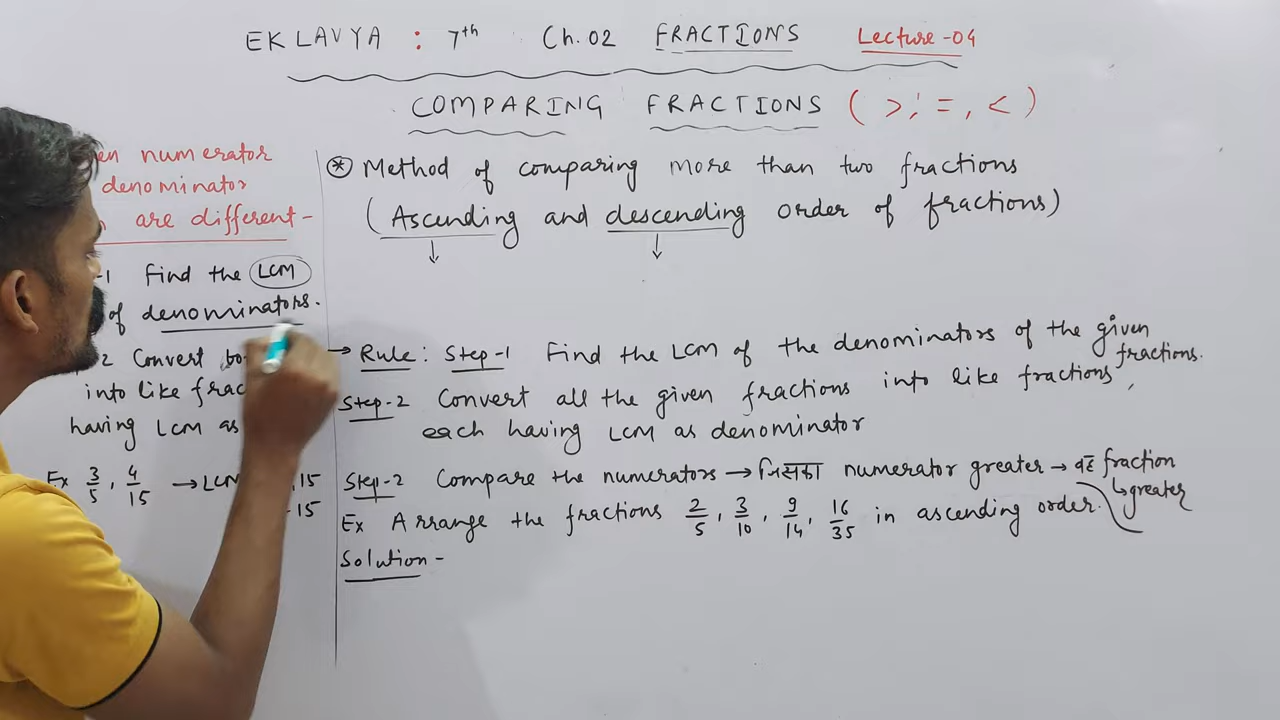 EKLAVYA : 7th Ch.02 FRACTIONS Lecture-04
COMPARING FRACTIONS ( >, =, < )
numerator
denominator
are different -
-1 Find the LCM
of denominators.
Convert
into like
having LCM as
Ex 3/5, 4/15 → LCM 15
-15
* Method of comparing more than two fractions
(Ascending and descending order of fractions)
↓ ↓
→ Rule: Step-1 Find the LCM of the denominators of the given fractions.
Step-2 Convert all the given fractions into like fractions,
each having LCM as denominator
Step-2 Compare the numerators → जिसका numerator greater → वह fraction
↳ greater
Ex Arrange the fractions 2/5, 3/10, 9/14, 16/35 in ascending order.
Solution -